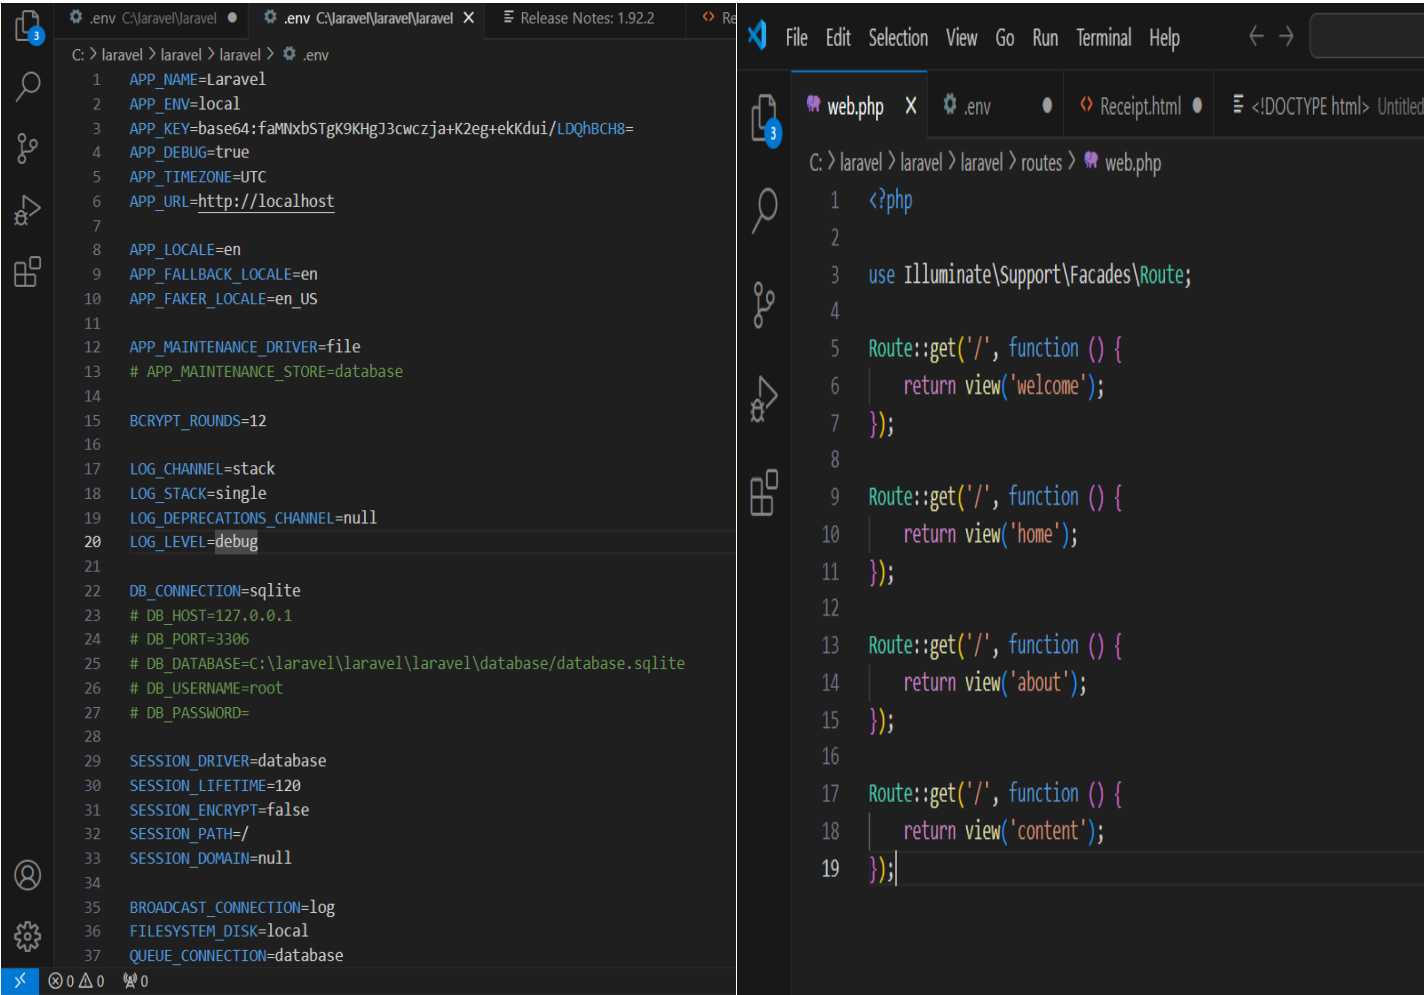 .env C:\laravel\laravel ● .env C:\laravel\laravel\laravel X Release Notes: 1.92.2 <> Re
3
C: > laravel > laravel > laravel > .env
1 APP_NAME=Laravel
2 APP_ENV=local
3 APP_KEY=base64:faMNxbSTgK9KHgJ3cwczja+K2eg+ekKdui/LDQhBCH8=
4 APP_DEBUG=true
5 APP_TIMEZONE=UTC
6 APP_URL=http://localhost
7
8 APP_LOCALE=en
9 APP_FALLBACK_LOCALE=en
10 APP_FAKER_LOCALE=en_US
11
12 APP_MAINTENANCE_DRIVER=file
13 # APP_MAINTENANCE_STORE=database
14
15 BCRYPT_ROUNDS=12
16
17 LOG_CHANNEL=stack
18 LOG_STACK=single
19 LOG_DEPRECATIONS_CHANNEL=null
20 LOG_LEVEL=debug
21
22 DB_CONNECTION=sqlite
23 # DB_HOST=127.0.0.1
24 # DB_PORT=3306
25 # DB_DATABASE=C:\laravel\laravel\laravel\database/database.sqlite
26 # DB_USERNAME=root
27 # DB_PASSWORD=
28
29 SESSION_DRIVER=database
30 SESSION_LIFETIME=120
31 SESSION_ENCRYPT=false
32 SESSION_PATH=/
33 SESSION_DOMAIN=null
34
35 BROADCAST_CONNECTION=log
36 FILESYSTEM_DISK=local
37 QUEUE_CONNECTION=database
0 0 0
File Edit Selection View Go Run Terminal Help
web.php X .env ● <> Receipt.html ● <!DOCTYPE html> Untitled
3
C: > laravel > laravel > laravel > routes > web.php
1 <?php
2
3 use Illuminate\Support\Facades\Route;
4
5 Route::get('/', function () {
6 return view('welcome');
7 });
8
9 Route::get('/', function () {
10 return view('home');
11 });
12
13 Route::get('/', function () {
14 return view('about');
15 });
16
17 Route::get('/', function () {
18 return view('content');
19 });